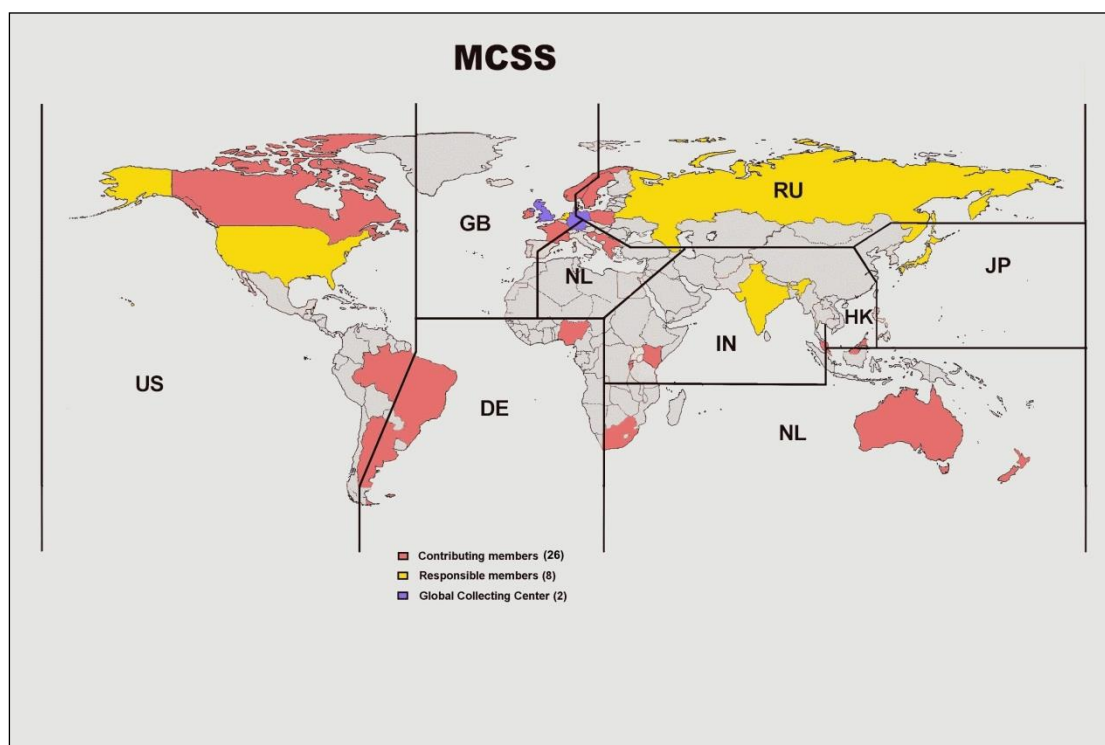 MCSS
RU
GB
JP
NL
HK
IN
US
DE
NL
Contributing members (26)
Responsible members (8)
Global Collecting Center (2)